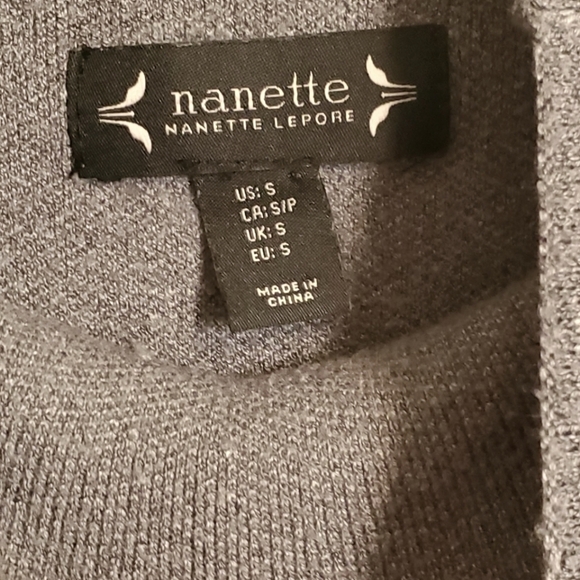 nanette
NANETTE LEPORE
US: S
CA: S/P
UK: S
EU: S
MADE IN
CHINA